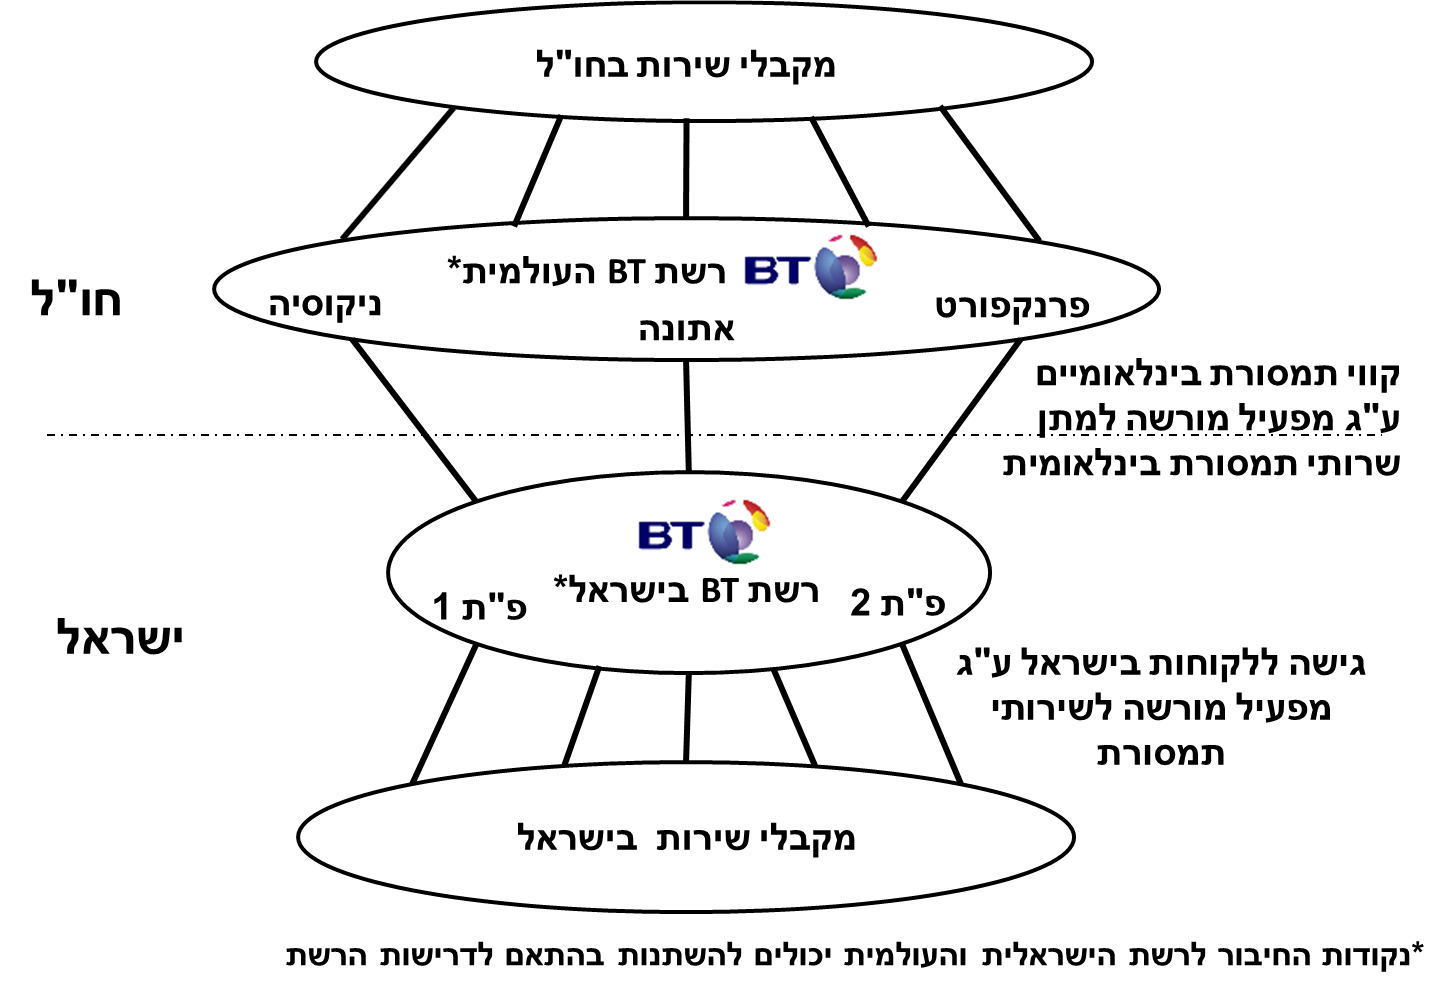 מקבלי שירות בחו"ל
רשת BT העולמית*
BT
פרנקפורט
ניקוסיה
אתונה
חו"ל
קווי תמסורת בינלאומיים
ע"ג מפעיל מורשה למתן
שרותי תמסורת בינלאומית
BT
רשת BT בישראל*
פ"ת 2
פ"ת 1
ישראל
גישה ללקוחות בישראל ע"ג
מפעיל מורשה לשירותי
תמסורת
מקבלי שירות בישראל
*נקודות החיבור לרשת הישראלית והעולמית יכולים להשתנות בהתאם לדרישות הרשת